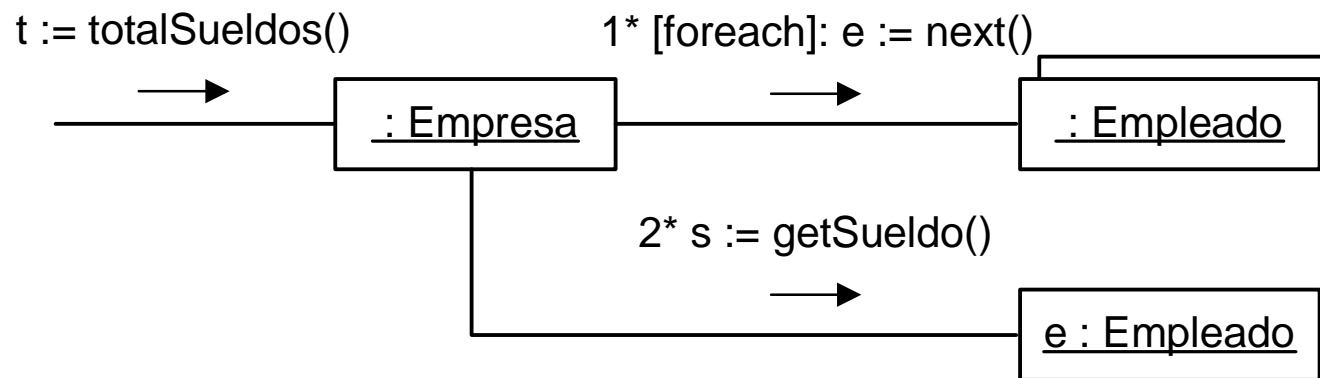 t := totalSueldos()
1* [foreach]: e := next()
: Empresa
: Empleado
2* s := getSueldo()
e : Empleado